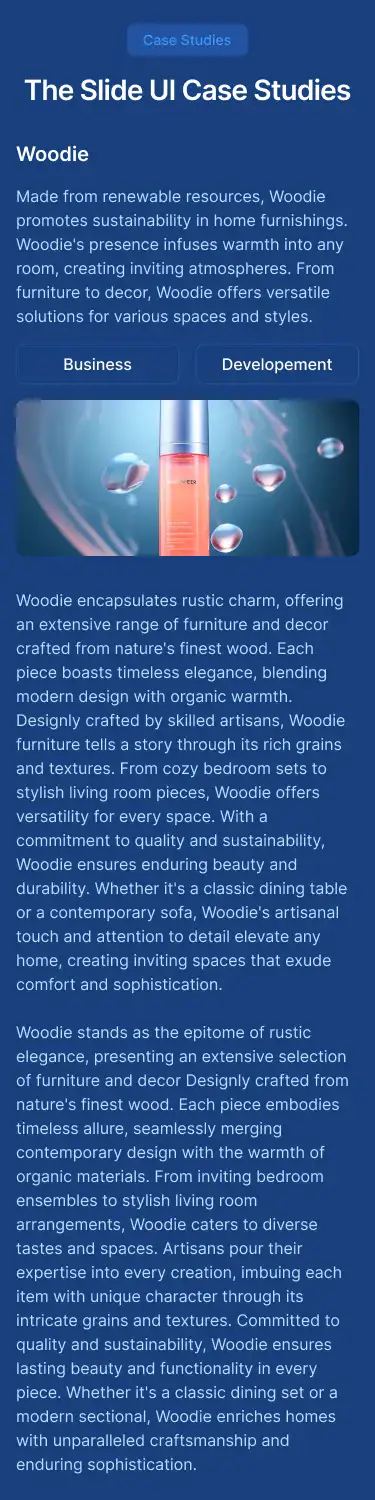 Case Studies
The Slide UI Case Studies
Woodie
Made from renewable resources, Woodie
promotes sustainability in home furnishings.
Woodie's presence infuses warmth into any
room, creating inviting atmospheres. From
furniture to decor, Woodie offers versatile
solutions for various spaces and styles.
Business
Developement
Woodie encapsulates rustic charm, offering
an extensive range of furniture and decor
crafted from nature's finest wood. Each
piece boasts timeless elegance, blending
modern design with organic warmth.
Designly crafted by skilled artisans, Woodie
furniture tells a story through its rich grains
and textures. From cozy bedroom sets to
stylish living room pieces, Woodie offers
versatility for every space. With a
commitment to quality and sustainability,
Woodie ensures enduring beauty and
durability. Whether it's a classic dining table
or a contemporary sofa, Woodie's artisanal
touch and attention to detail elevate any
home, creating inviting spaces that exude
comfort and sophistication.
Woodie stands as the epitome of rustic
elegance, presenting an extensive selection
of furniture and decor Designly crafted from
nature's finest wood. Each piece embodies
timeless allure, seamlessly merging
contemporary design with the warmth of
organic materials. From inviting bedroom
ensembles to stylish living room
arrangements, Woodie caters to diverse
tastes and spaces. Artisans pour their
expertise into every creation, imbuing each
item with unique character through its
intricate grains and textures. Committed to
quality and sustainability, Woodie ensures
lasting beauty and functionality in every
piece. Whether it's a classic dining set or a
modern sectional, Woodie enriches homes
with unparalleled craftsmanship and
enduring sophistication.